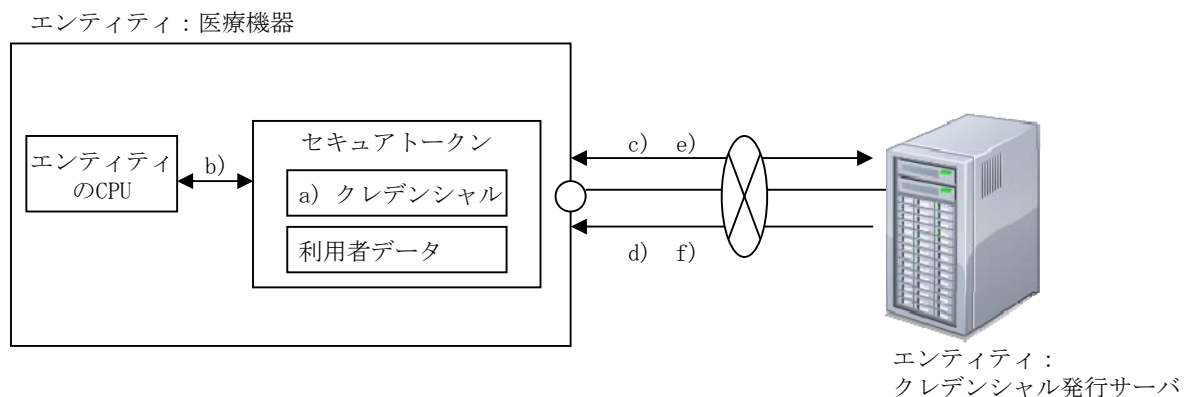 エンティティ：医療機器
セキュアトークン
エンティティ
のCPU
b)
a) クレデンシャル
利用者データ
c) e)
d) f)
エンティティ：
クレデンシャル発行サーバ